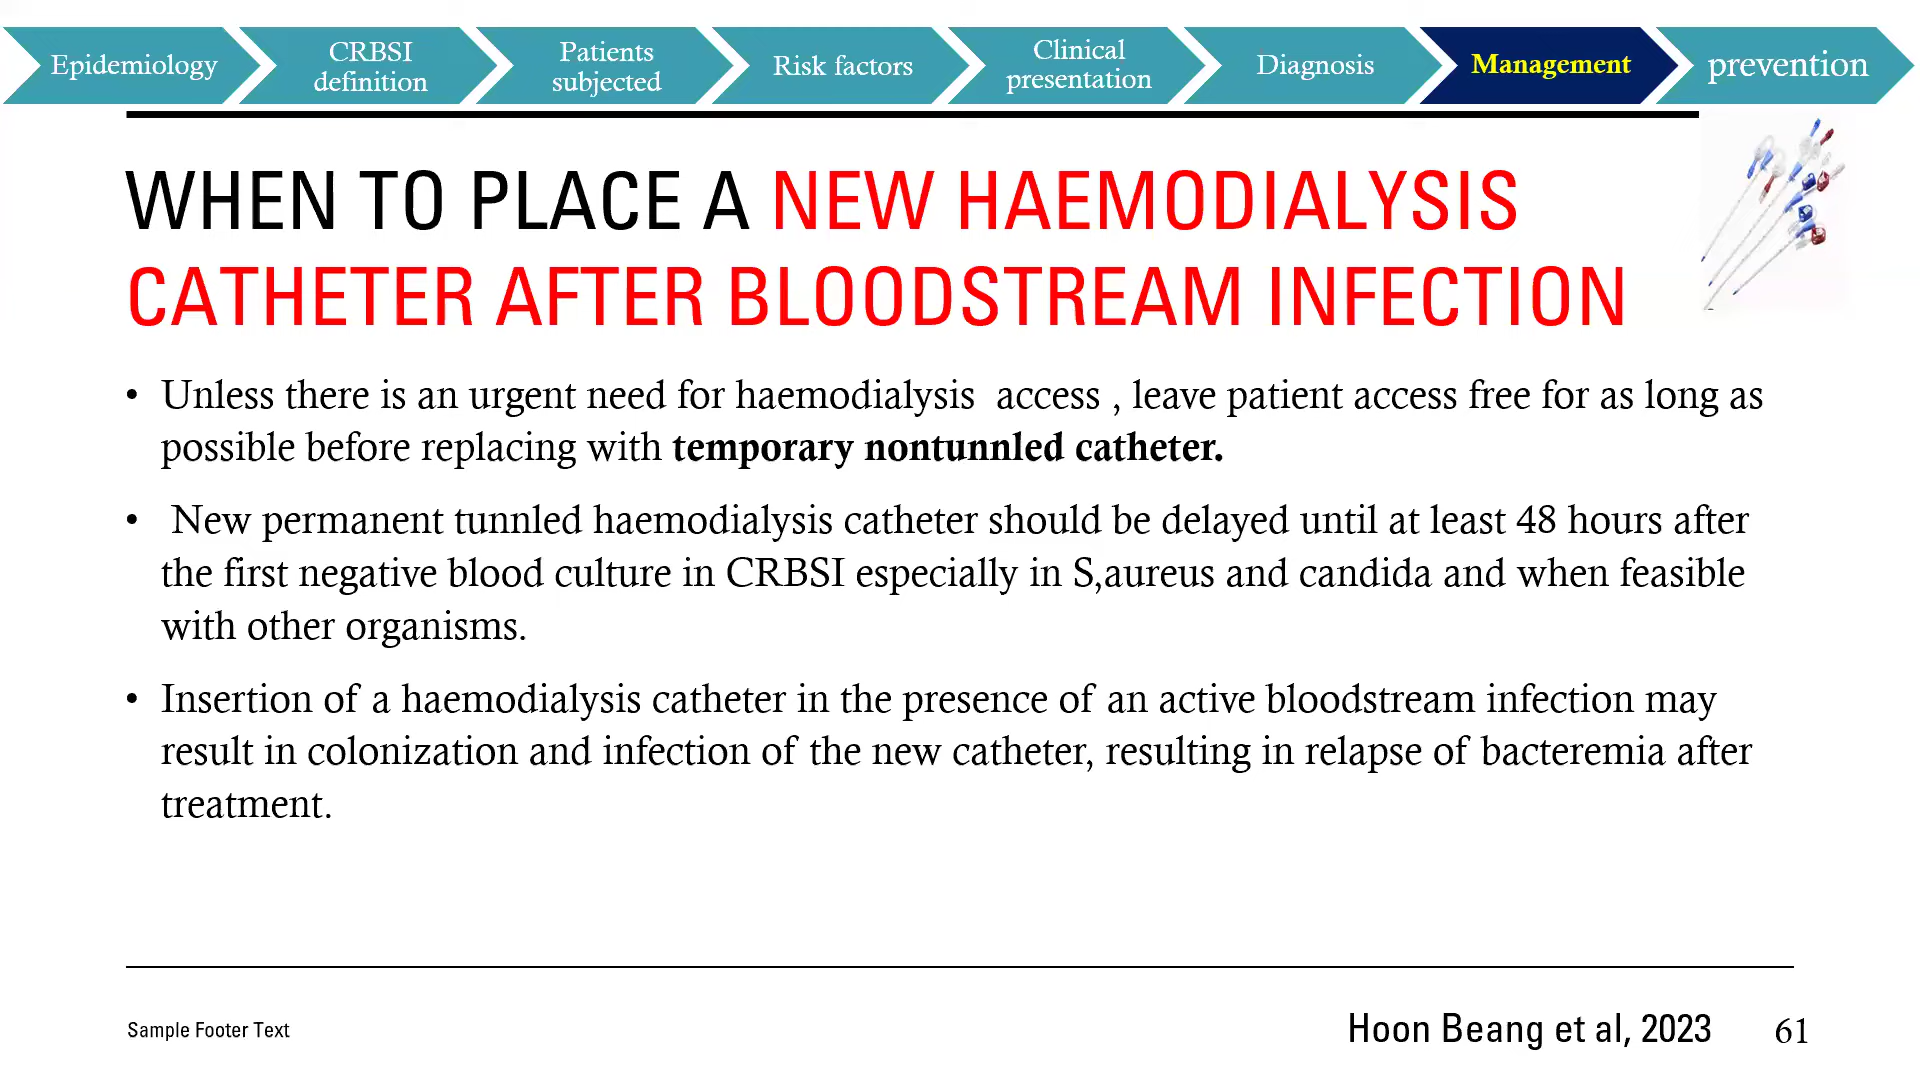 Epidemiology
CRBSI
definition
Patients
subjected
Risk factors
Clinical
presentation
Diagnosis
Management
prevention
WHEN TO PLACE A NEW HAEMODIALYSIS
CATHETER AFTER BLOODSTREAM INFECTION
• Unless there is an urgent need for haemodialysis access , leave patient access free for as long as
possible before replacing with temporary nontunnled catheter.
• New permanent tunnled haemodialysis catheter should be delayed until at least 48 hours after
the first negative blood culture in CRBSI especially in S,aureus and candida and when feasible
with other organisms.
• Insertion of a haemodialysis catheter in the presence of an active bloodstream infection may
result in colonization and infection of the new catheter, resulting in relapse of bacteremia after
treatment.
Sample Footer Text
Hoon Beang et al, 2023
61